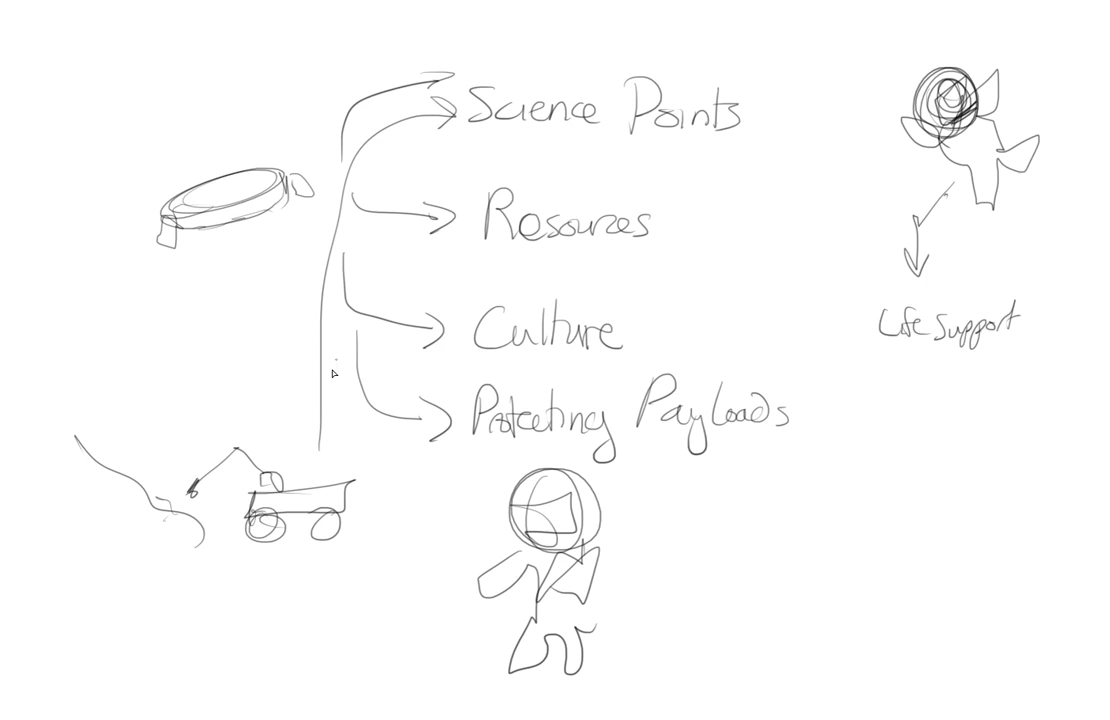 Science Points
Resources
Culture
Life Support
Protecting Payloads